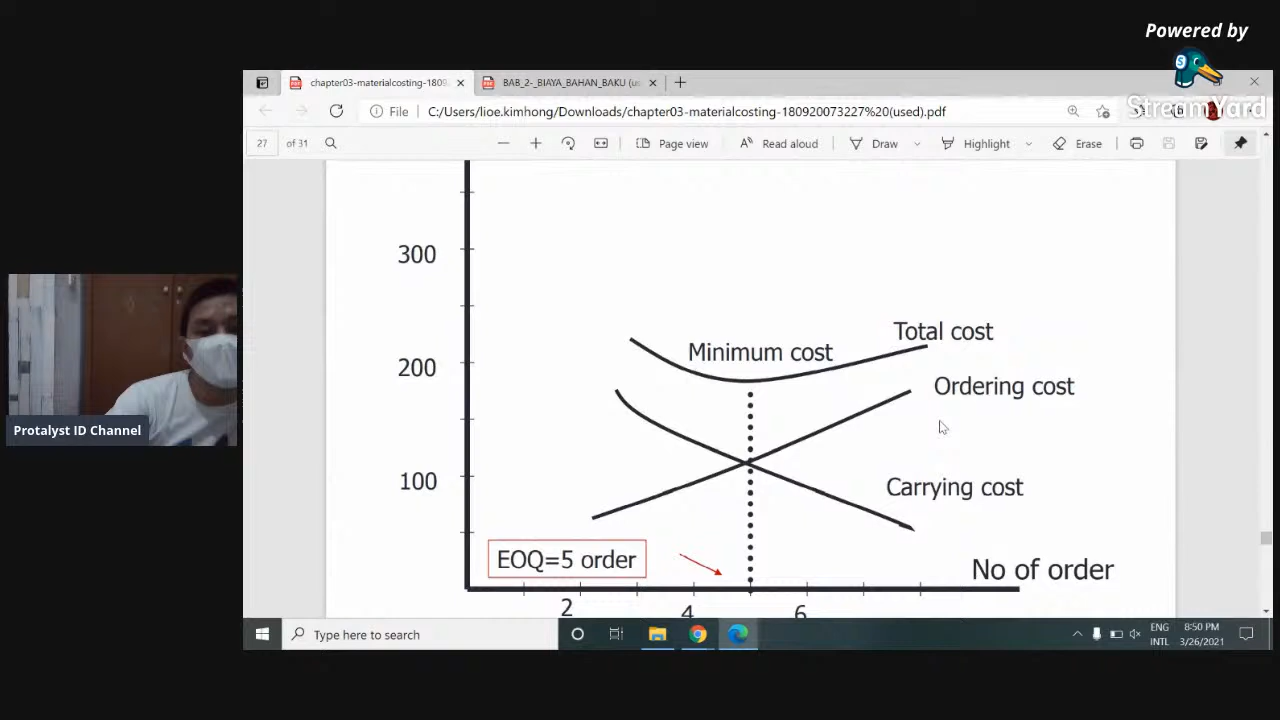 Powered by
StreamYard
chapter03-materialcosting-1809
BAB_2-_BIAYA_BAHAN_BAKU (u
File
C:/Users/lioe.kimhong/Downloads/chapter03-materialcosting-180920073227%20(used).pdf
27 of 31
Page view
Read aloud
Draw
Highlight
Erase
300
Total cost
Minimum cost
200
Ordering cost
100
Carrying cost
EOQ=5 order
No of order
2 4 6
Protalyst ID Channel
Type here to search
ENG
INTL
8:50 PM
3/26/2021